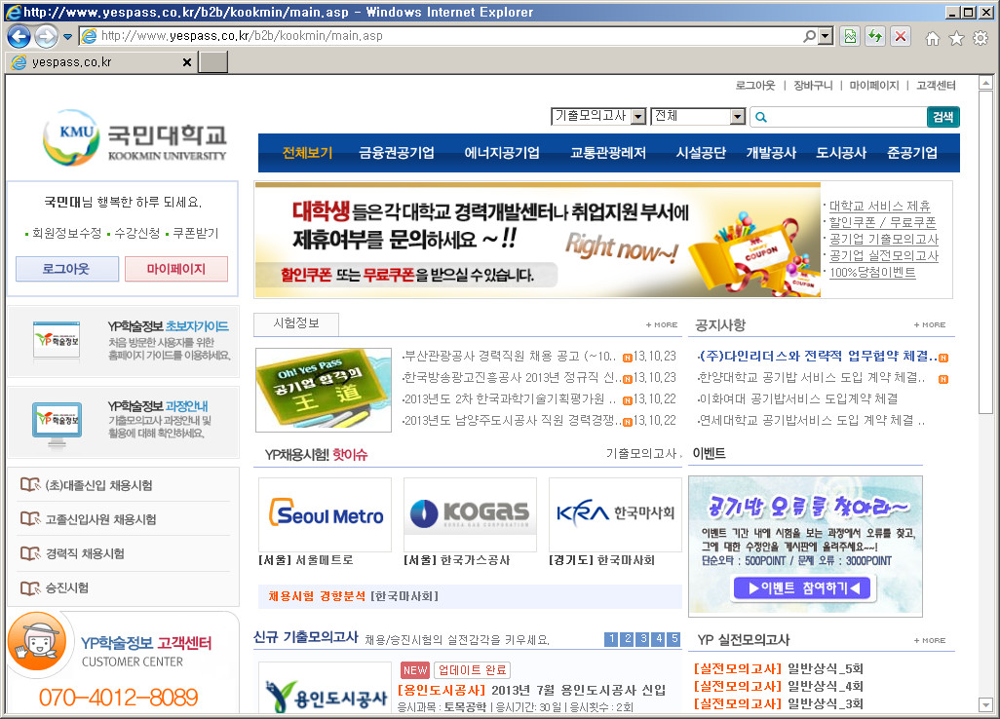 http://www.yespass.co.kr/b2b/kookmin/main.asp - Windows Internet Explorer
http://www.yespass.co.kr/b2b/kookmin/main.asp
yespass.co.kr
로그아웃 | 장바구니 | 마이페이지 | 고객센터
기출모의고사 전체 검색
KMU 국민대학교
KOOKMIN UNIVERSITY
전체보기 금융권공기업 에너지공기업 교통관광레저 시설공단 개발공사 도시공사 준공기업
국민대님 행복한 하루 되세요.
회원정보수정 수강신청 쿠폰받기
로그아웃 마이페이지
대학생들은 각 대학교 경력개발센터나 취업지원 부서에
제휴여부를 문의하세요 ~!!
Right now~!
할인쿠폰 또는 무료쿠폰을 받으실 수 있습니다.
COUPON
COUPON
대학교 서비스 제휴
할인쿠폰 / 무료쿠폰
공기업 기출모의고사
공기업 실전모의고사
100%당첨이벤트
YP학술정보
YP학술정보 초보자가이드
처음 방문한 사용자를 위한
홈페이지 가이드를 이용하세요.
YP학술정보
YP학술정보 과정안내
기출모의고사 과정안내 및
활용에 대해 확인하세요.
(초)대졸신입 채용시험
고졸신입사원 채용시험
경력직 채용시험
승진시험
YP학술정보 고객센터
CUSTOMER CENTER
070-4012-8089
시험정보 + MORE
Oh! Yes Pass
공기업 합격의
王道
·부산관광공사 경력직원 채용 공고 (~10.. N 13.10.23
·한국방송광고진흥공사 2013년 정규직 신.. N 13.10.23
·2013년도 2차 한국과학기술기획평가원 .. N 13.10.22
·2013년도 남양주도시공사 직원 경력경쟁.. N 13.10.22
공지사항 + MORE
·(주)다인리더스와 전략적 업무협약 체결.. N
·한양대학교 공기밥 서비스 도입 계약 체결.. N
·이화여대 공기밥서비스 도입계약 체결
·연세대학교 공기밥서비스 도입 계약 체결 ..
YP채용시험! 핫이슈 기출모의고사 .
Seoul Metro
KOGAS
KOREA GAS CORPORATION
KRA 한국마사회
[서울] 서울메트로
[서울] 한국가스공사
[경기도] 한국마사회
채용시험 경향분석 [한국마사회]
이벤트
공기밥 오류를 찾아라~
이벤트 기간 내에 시험을 보는 과정에서 오류를 찾고,
그에 대한 수정안을 게시판에 올려주세요~~!
단순오타 : 500POINT / 문제 오류 : 3000POINT
▶이벤트 참여하기◀
신규 기출모의고사 채용/승진시험의 실전감각을 키우세요. 1 2 3 4 5
용인도시공사
NEW 업데이트 완료
[용인도시공사] 2013년 7월 용인도시공사 신입
응시과목 : 토목공학 | 응시기간: 30일 | 응시횟수 : 2회
YP 실전모의고사 + MORE
[실전모의고사] 일반상식_5회
[실전모의고사] 일반상식_4회
[실전모의고사] 일반상식_3회